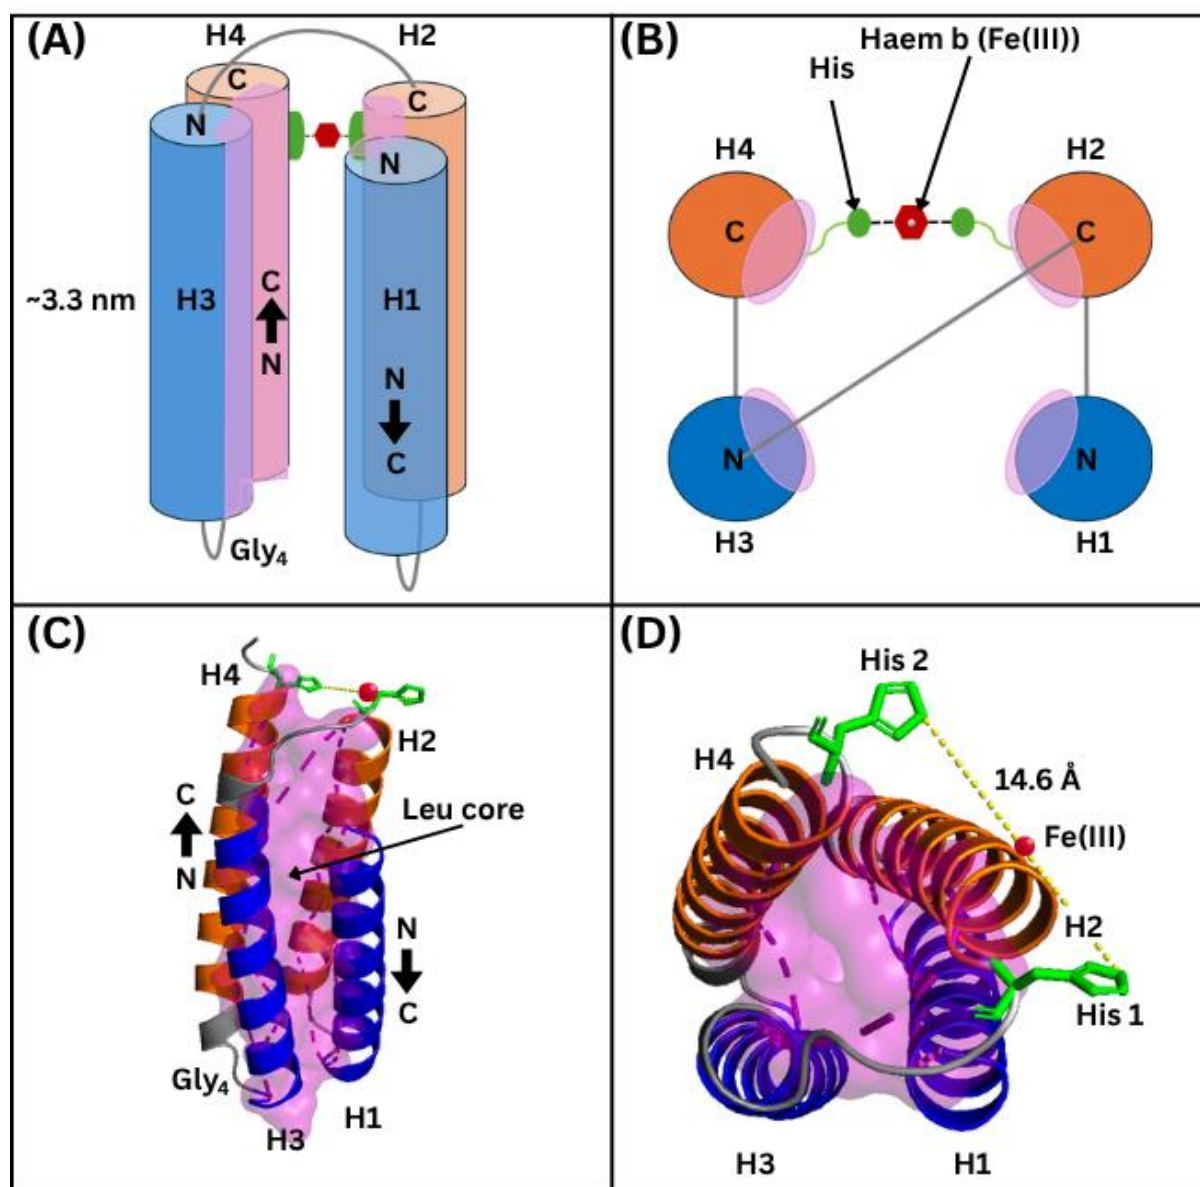 (A)
H4
H2
C
C
N
N
~3.3 nm
H3
C
N
H1
N
C
Gly₄
(B)
Haem b (Fe(III))
His
H4
H2
C
C
N
N
H3
H1
(C)
H4
H2
C
N
Leu core
N
C
Gly₄
H3
H1
(D)
His 2
H4
14.6 Å
Fe(III)
H2
His 1
H3
H1